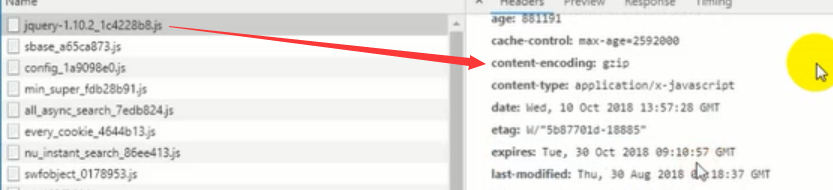 Name
jquery-1.10.2_1c4228b8.js
sbase_a65ca873.js
config_1a9098e0.js
min_super_fdb28b91.js
all_async_search_7edb824.js
every_cookie_4644b13.js
nu_instant_search_86ee413.js
swfobject_0178953.js
Headers Preview Response Timing
age: 881191
cache-control: max-age=2592000
content-encoding: gzip
content-type: application/x-javascript
date: Wed, 10 Oct 2018 13:57:28 GMT
etag: W/"5b87701d-18885"
expires: Tue, 30 Oct 2018 09:10:57 GMT
last-modified: Thu, 30 Aug 2018 :18:37 GMT